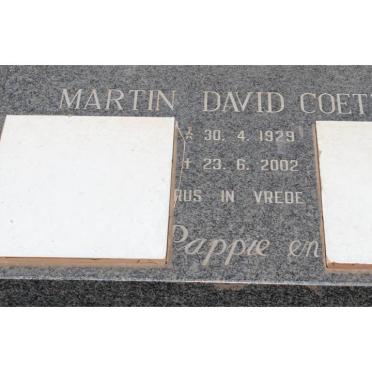 MARTIN DAVID COET
☆ 30. 4. 1929
✝ 23. 6. 2002
RUS IN VREDE
Pappie en